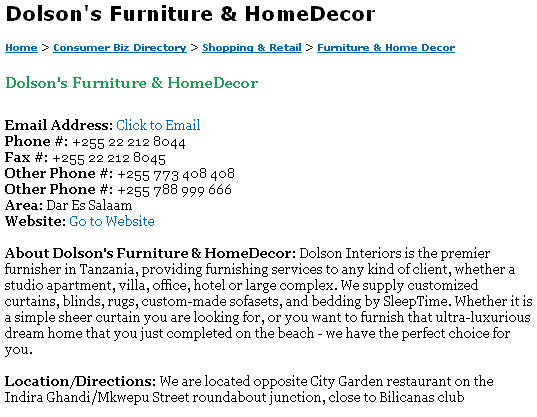 Dolson's Furniture & HomeDecor
Home > Consumer Biz Directory > Shopping & Retail > Furniture & Home Decor
Dolson's Furniture & HomeDecor
Email Address: Click to Email
Phone #: +255 22 212 8044
Fax #: +255 22 212 8045
Other Phone #: +255 773 408 408
Other Phone #: +255 788 999 666
Area: Dar Es Salaam
Website: Go to Website
About Dolson's Furniture & HomeDecor: Dolson Interiors is the premier
furnisher in Tanzania, providing furnishing services to any kind of client, whether a
studio apartment, villa, office, hotel or large complex. We supply customized
curtains, blinds, rugs, custom-made sofasets, and bedding by SleepTime. Whether it is
a simple sheer curtain you are looking for, or you want to furnish that ultra-luxurious
dream home that you just completed on the beach - we have the perfect choice for
you.
Location/Directions: We are located opposite City Garden restaurant on the
Indira Ghandi/Mkwepu Street roundabout junction, close to Bilicanas club